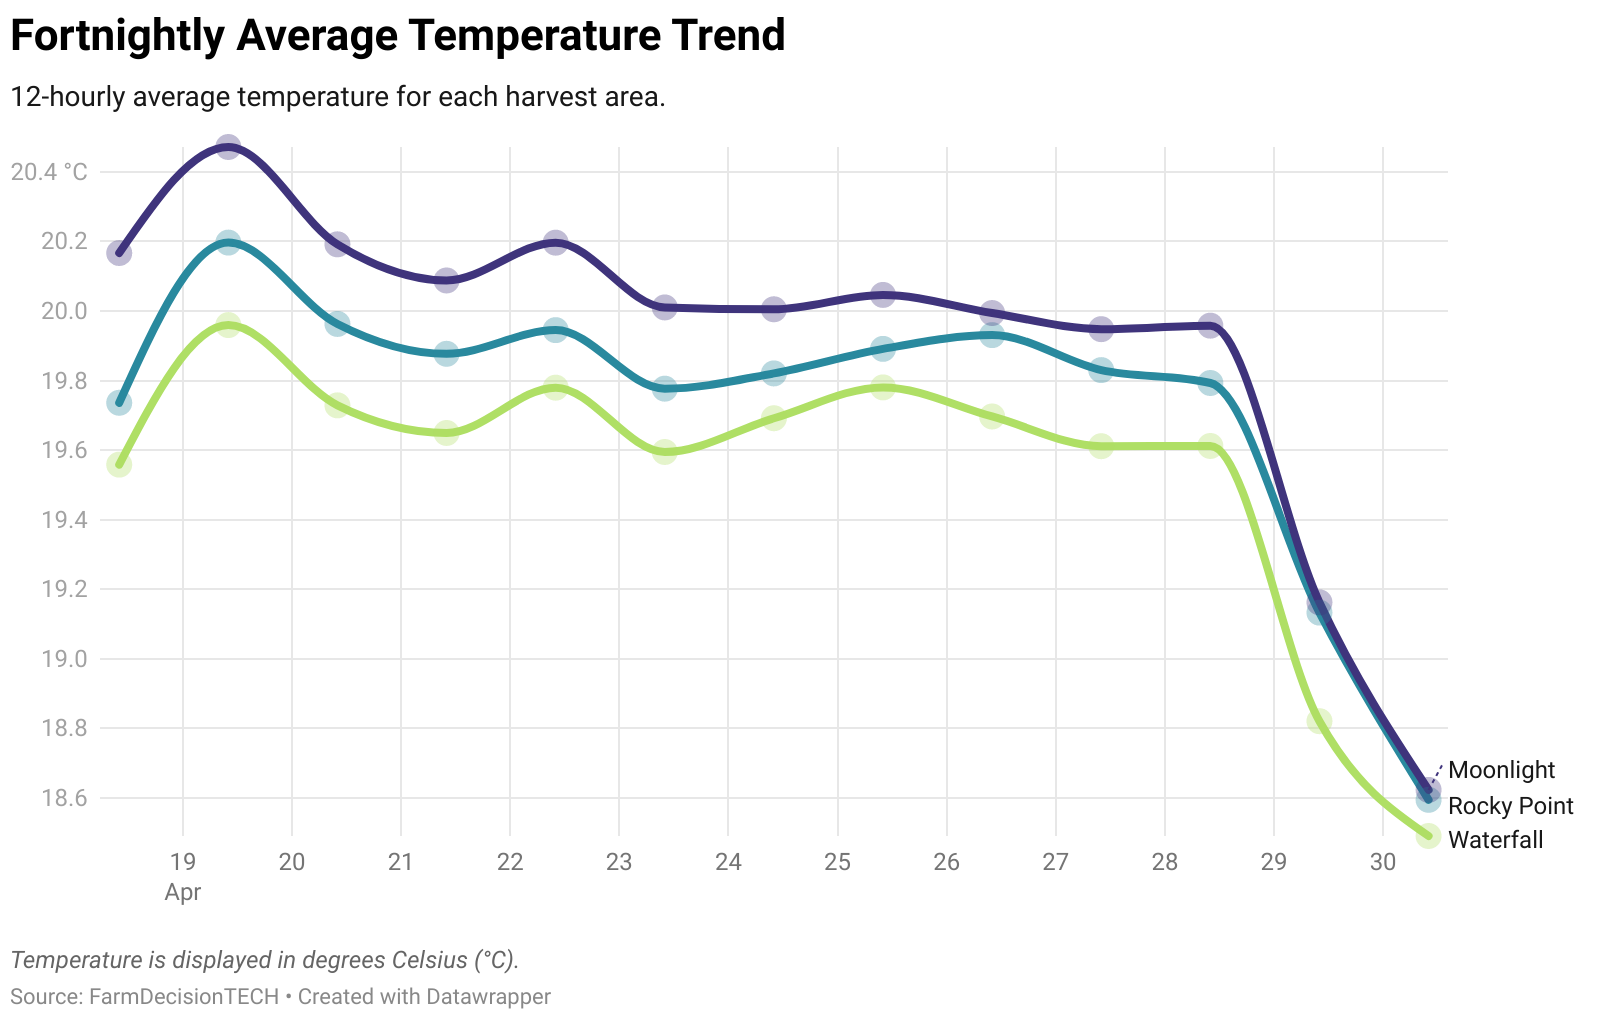 Fortnightly Average Temperature Trend
12-hourly average temperature for each harvest area.
20.4 °C
20.2
20.0
19.8
19.6
19.4
19.2
19.0
18.8
18.6
Moonlight
Rocky Point
Waterfall
19 20 21 22 23 24 25 26 27 28 29 30
Apr
Temperature is displayed in degrees Celsius (°C).
Source: FarmDecisionTECH • Created with Datawrapper